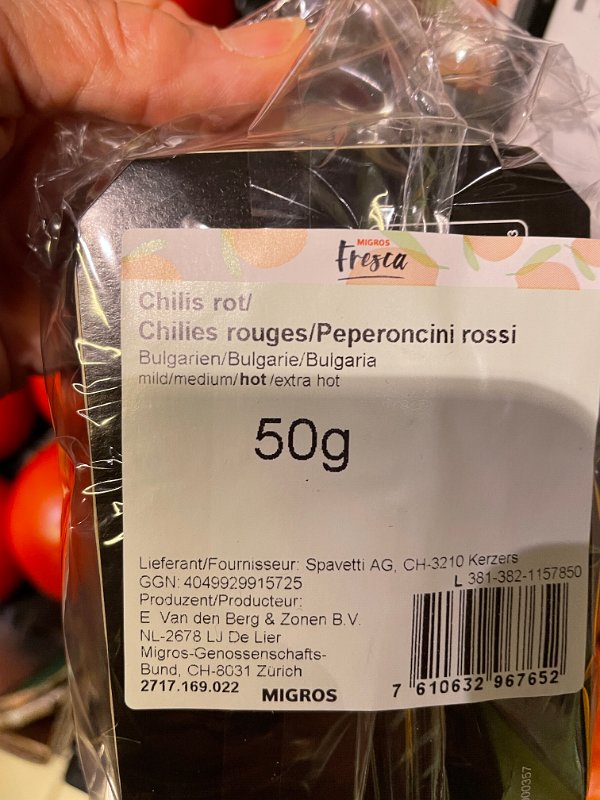 MIGROS
Fresca
Chilis rot/
Chilies rouges/Peperoncini rossi
Bulgarien/Bulgarie/Bulgaria
mild/medium/hot/extra hot
50g
Lieferant/Fournisseur: Spavetti AG, CH-3210 Kerzers
GGN: 4049929915725
L 381-382-1157850
Produzent/Producteur:
E Van den Berg & Zonen B.V.
NL-2678 LJ De Lier
Migros-Genossenschafts-
Bund, CH-8031 Zürich
2717.169.022 MIGROS
7 610632 967652
00357